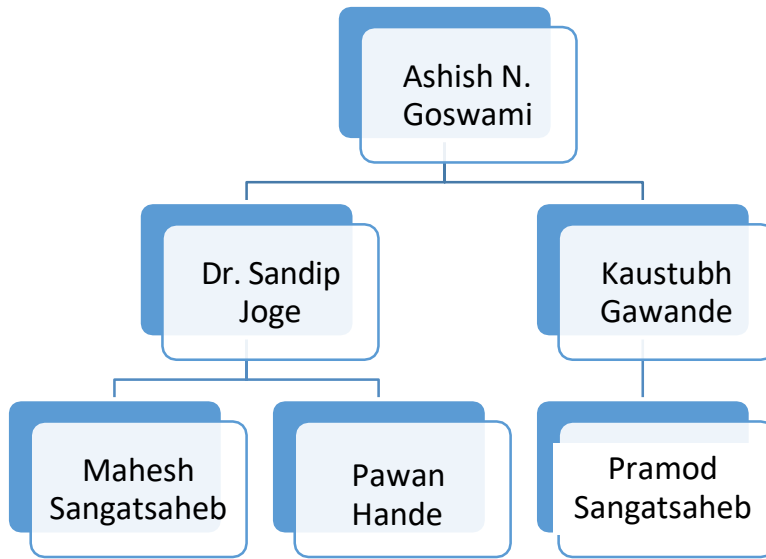 Ashish N.
Goswami
Dr. Sandip
Joge
Kaustubh
Gawande
Mahesh
Sangatsaheb
Pawan
Hande
Pramod
Sangatsaheb